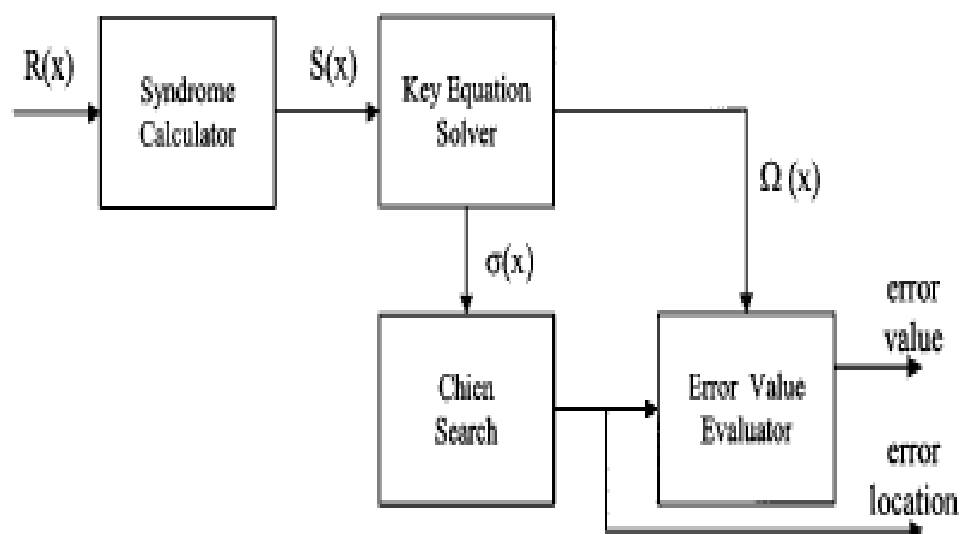 R(x)
Syndrome
Calculator
S(x)
Key Equation
Solver
Ω (x)
σ(x)
Chien
Search
Error Value
Evaluator
error
value
error
location